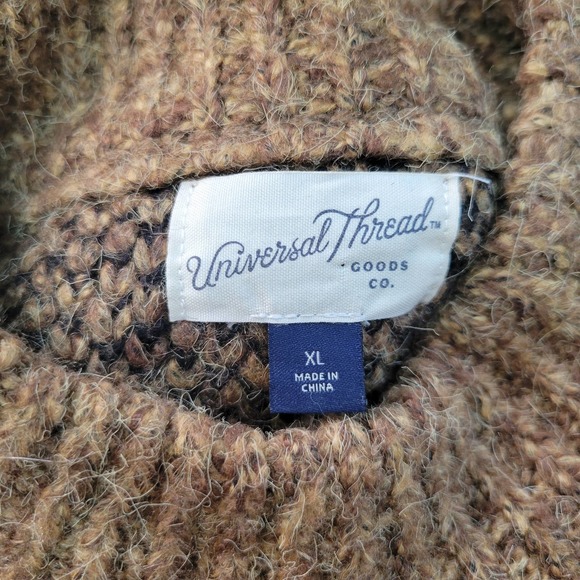 Universal Thread™
GOODS
CO.
XL
MADE IN
CHINA